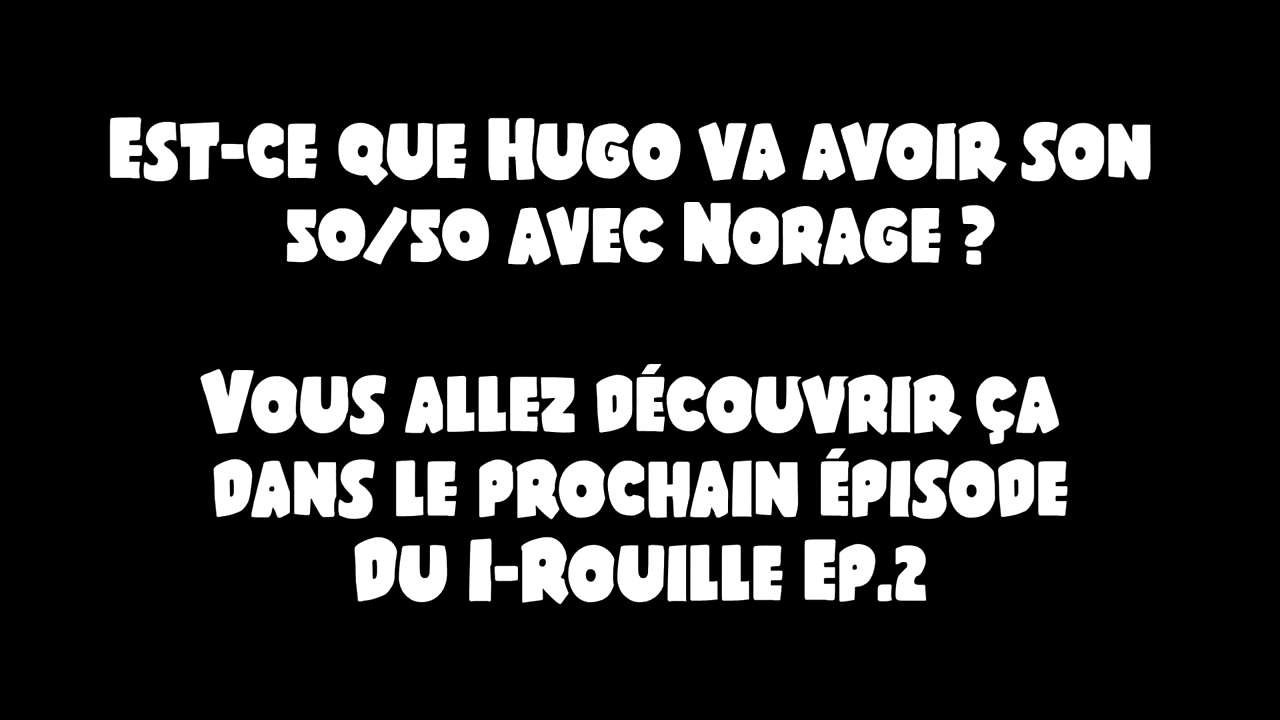 Est-ce que Hugo va avoir son
50/50 avec Norage ?
Vous allez découvrir ça
dans le prochain épisode
Du I-Rouille Ep.2